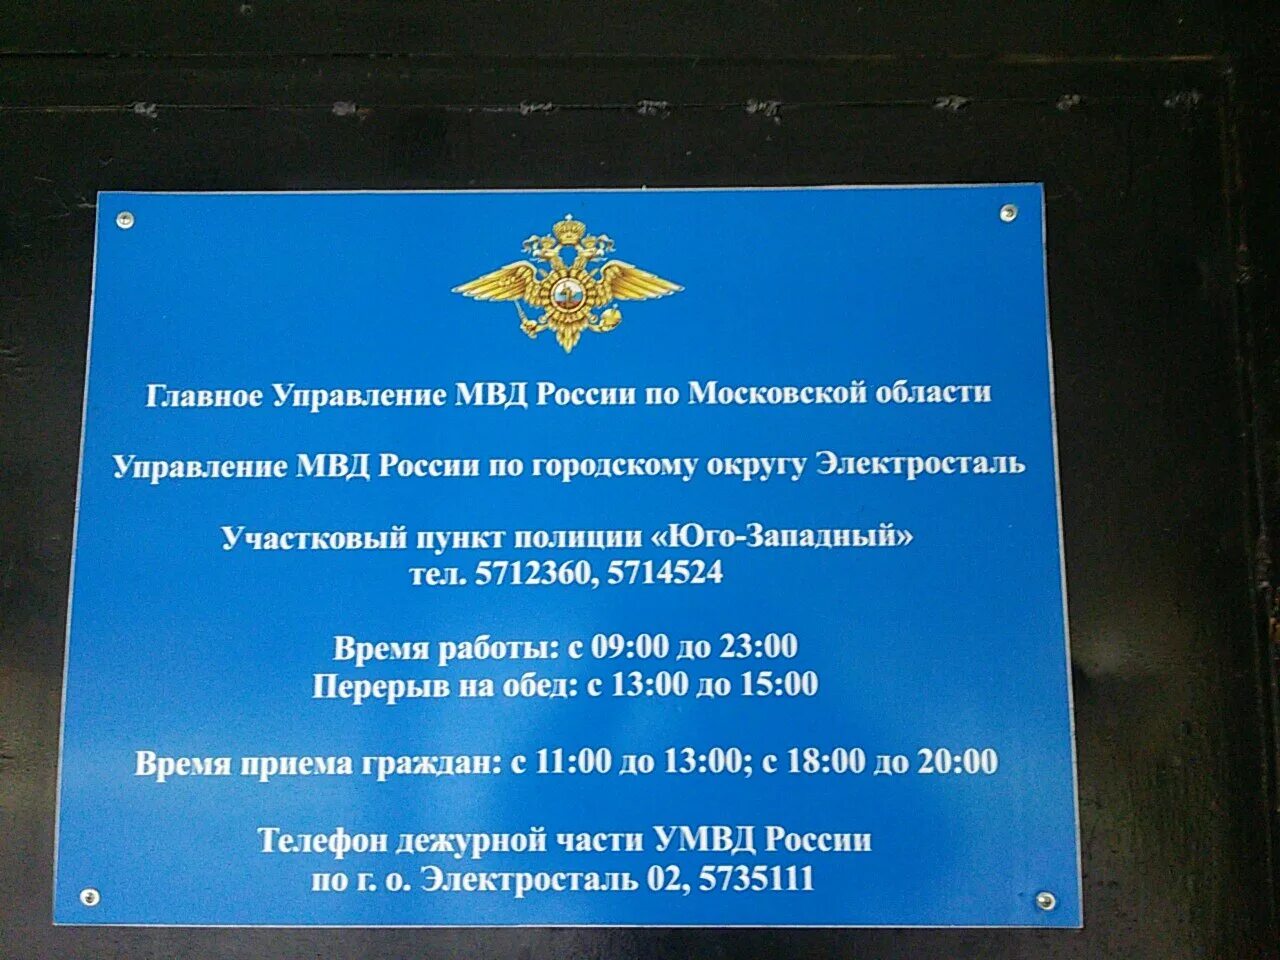 Главное Управление МВД России по Московской области
Управление МВД России по городскому округу Электросталь
Участковый пункт полиции «Юго-Западный»
тел. 5712360, 5714524
Время работы: с 09:00 до 23:00
Перерыв на обед: с 13:00 до 15:00
Время приема граждан: с 11:00 до 13:00; с 18:00 до 20:00
Телефон дежурной части УМВД России
по г. о. Электросталь 02, 5735111